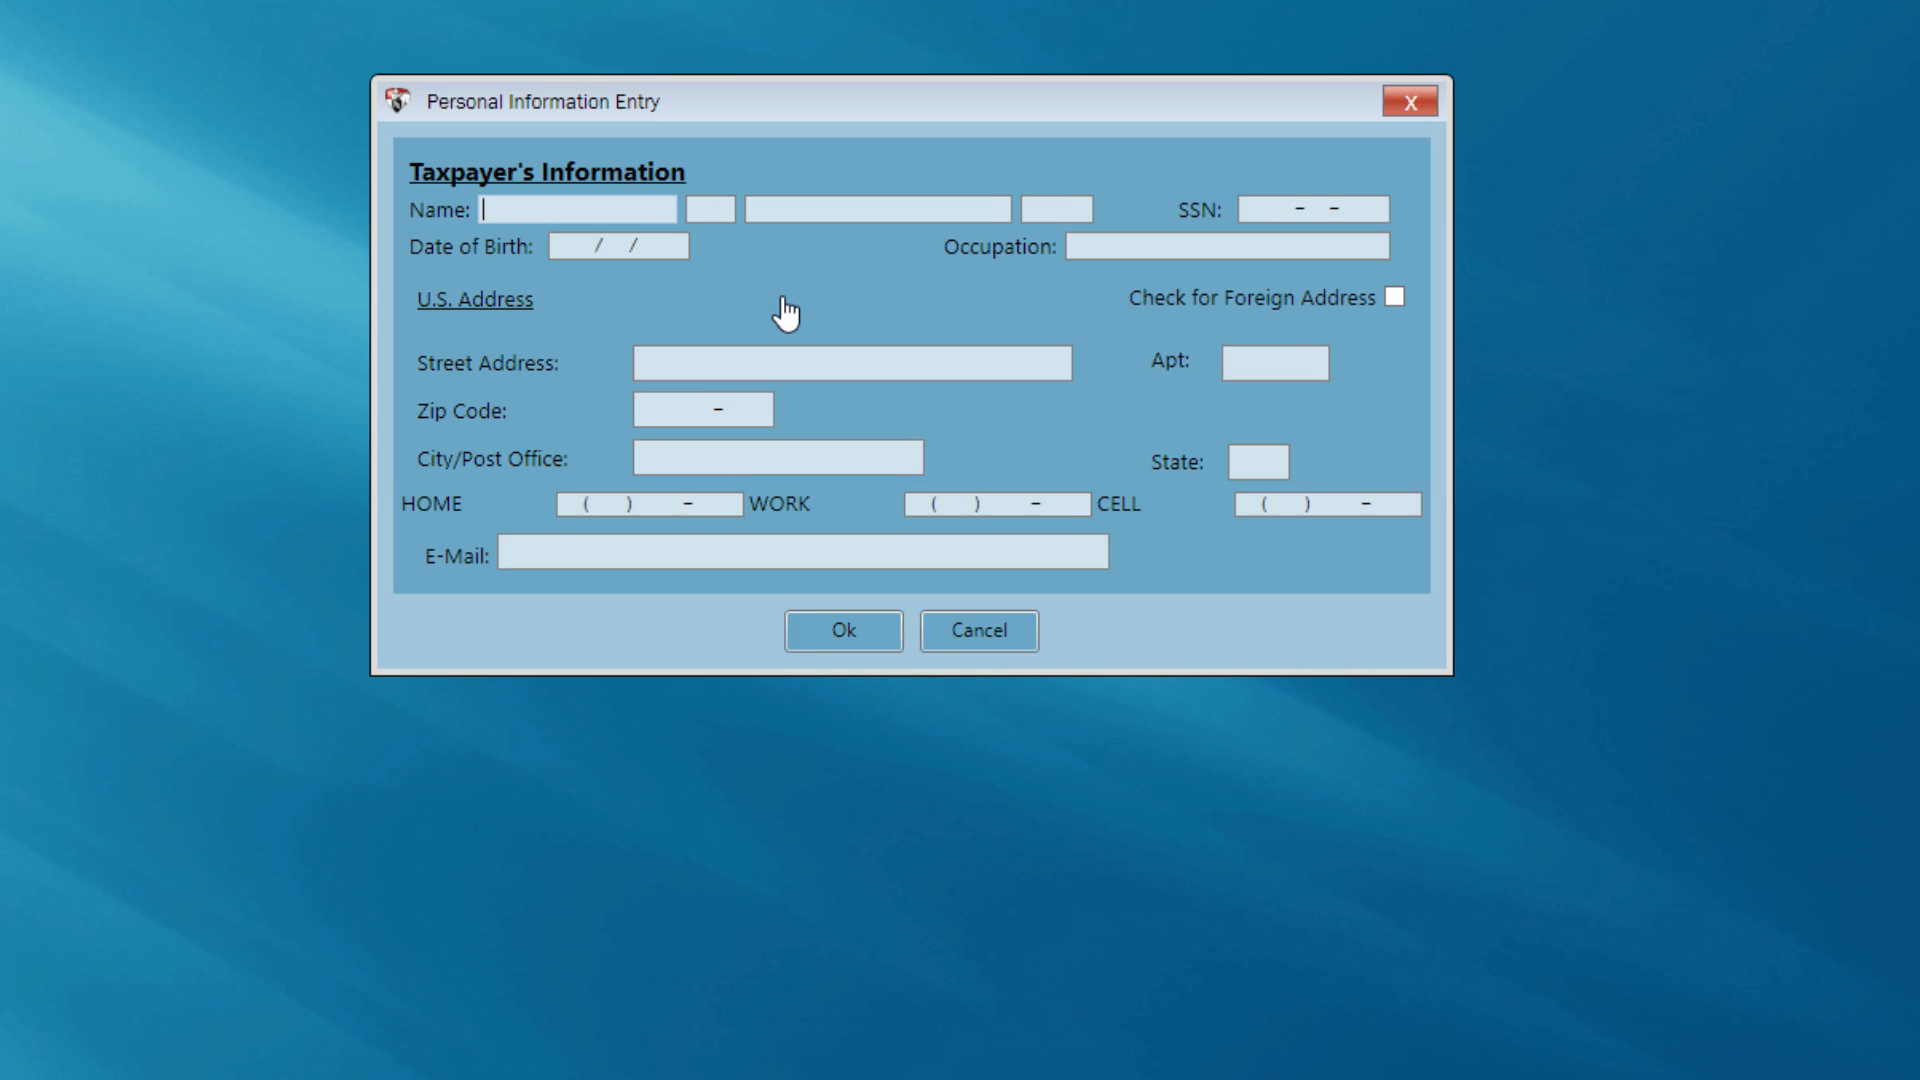 Personal Information Entry
X
Taxpayer's Information
Name: SSN: - -
Date of Birth: / / Occupation:
U.S. Address Check for Foreign Address
Street Address: Apt:
Zip Code: -
City/Post Office: State:
HOME ( ) - WORK ( ) - CELL ( ) -
E-Mail:
Ok Cancel